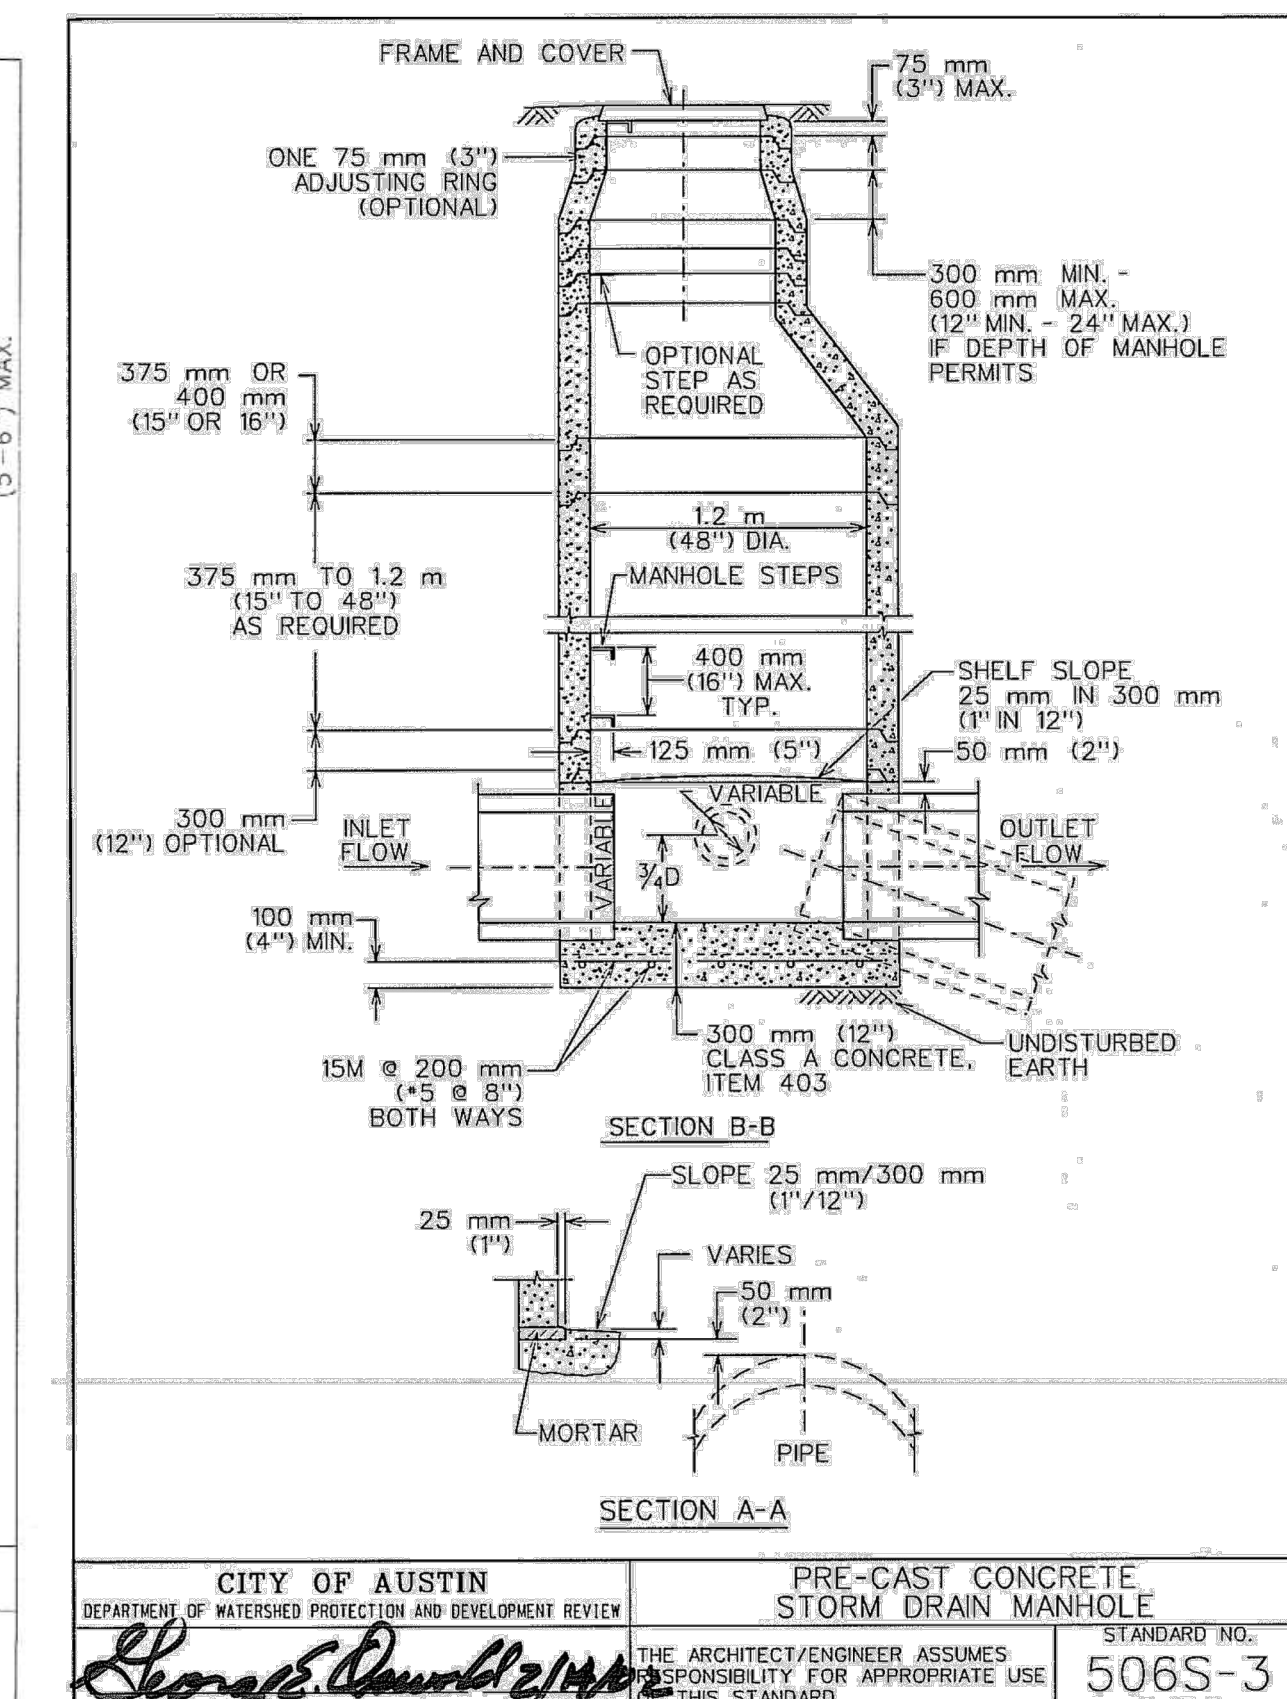 FRAME AND COVER
75 mm
(3") MAX.
ONE 75 mm (3")
ADJUSTING RING
(OPTIONAL)
300 mm MIN. -
600 mm MAX.
(12" MIN. - 24" MAX.)
IF DEPTH OF MANHOLE
PERMITS
OPTIONAL
STEP AS
REQUIRED
375 mm OR
400 mm
(15" OR 16")
1.2 m
(48") DIA.
375 mm TO 1.2 m
(15" TO 48")
AS REQUIRED
MANHOLE STEPS
400 mm
(16") MAX.
TYP.
SHELF SLOPE
25 mm IN 300 mm
(1" IN 12")
125 mm (5")
50 mm (2")
VARIABLE
300 mm
(12") OPTIONAL
INLET
FLOW
VARIABLE
3/4D
OUTLET
FLOW
100 mm
(4") MIN.
300 mm (12")
CLASS A CONCRETE,
ITEM 403
UNDISTURBED
EARTH
15M @ 200 mm
(#5 @ 8")
BOTH WAYS
SECTION B-B
SLOPE 25 mm/300 mm
(1"/12")
25 mm
(1")
VARIES
50 mm
(2")
MORTAR
PIPE
SECTION A-A
CITY OF AUSTIN
DEPARTMENT OF WATERSHED PROTECTION AND DEVELOPMENT REVIEW
PRE-CAST CONCRETE
STORM DRAIN MANHOLE
George E. Oswald
THE ARCHITECT/ENGINEER ASSUMES
RESPONSIBILITY FOR APPROPRIATE USE
OF THIS STANDARD
STANDARD NO.
506S-3
(5-6") MAX.